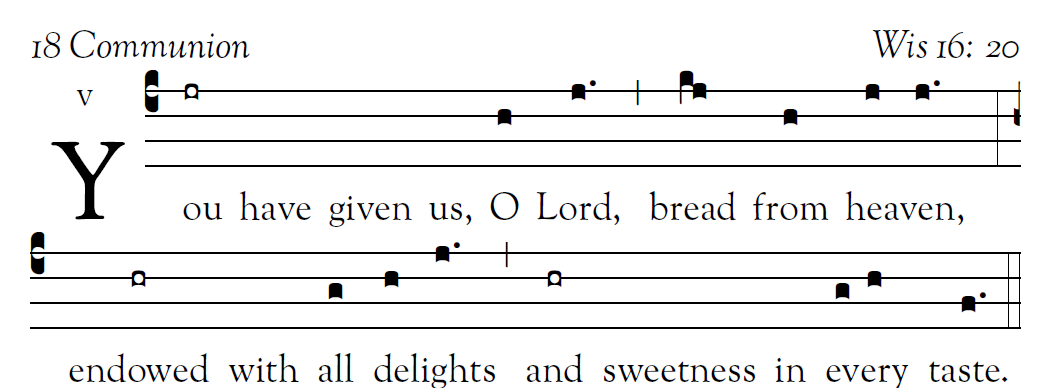 18 Communion Wis 16: 20
V
You have given us, O Lord, bread from heaven,
endowed with all delights and sweetness in every taste.